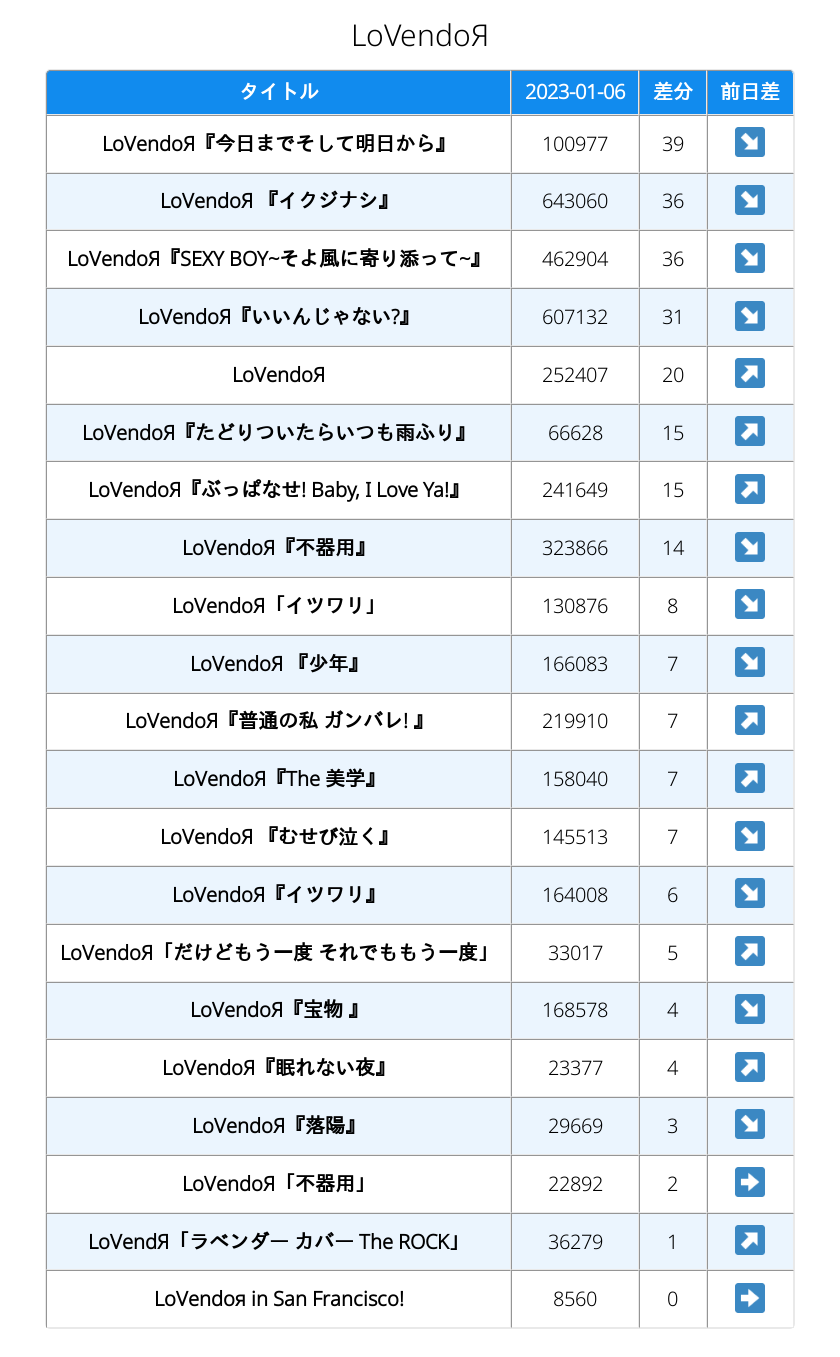 LoVendoЯ
タイトル 2023-01-06 差分 前日差
LoVendoЯ『今日までそして明日から』 100977 39 ↘
LoVendoЯ 『イクジナシ』 643060 36 ↘
LoVendoЯ『SEXY BOY~そよ風に寄り添って~』 462904 36 ↘
LoVendoЯ『いいんじゃない?』 607132 31 ↘
LoVendoЯ 252407 20 ↗
LoVendoЯ『たどりついたらいつも雨ふり』 66628 15 ↗
LoVendoЯ『ぶっぱなせ! Baby, I Love Ya!』 241649 15 ↗
LoVendoЯ『不器用』 323866 14 ↘
LoVendoЯ「イツワリ」 130876 8 ↘
LoVendoЯ 『少年』 166083 7 ↘
LoVendoЯ『普通の私 ガンバレ! 』 219910 7 ↗
LoVendoЯ『The 美学』 158040 7 ↗
LoVendoЯ 『むせび泣く』 145513 7 ↘
LoVendoЯ『イツワリ』 164008 6 ↘
LoVendoЯ「だけどもう一度 それでももう一度」 33017 5 ↗
LoVendoЯ『宝物 』 168578 4 ↘
LoVendoЯ『眠れない夜』 23377 4 ↗
LoVendoЯ『落陽』 29669 3 ↘
LoVendoЯ「不器用」 22892 2 ➡
LoVendЯ「ラベンダー カバー The ROCK」 36279 1 ↗
LoVendoя in San Francisco! 8560 0 ➡